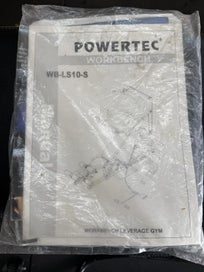 POWERTEC®
WORKBENCH
WB-LS10-S
WORKBENCH LEVERAGE GYM